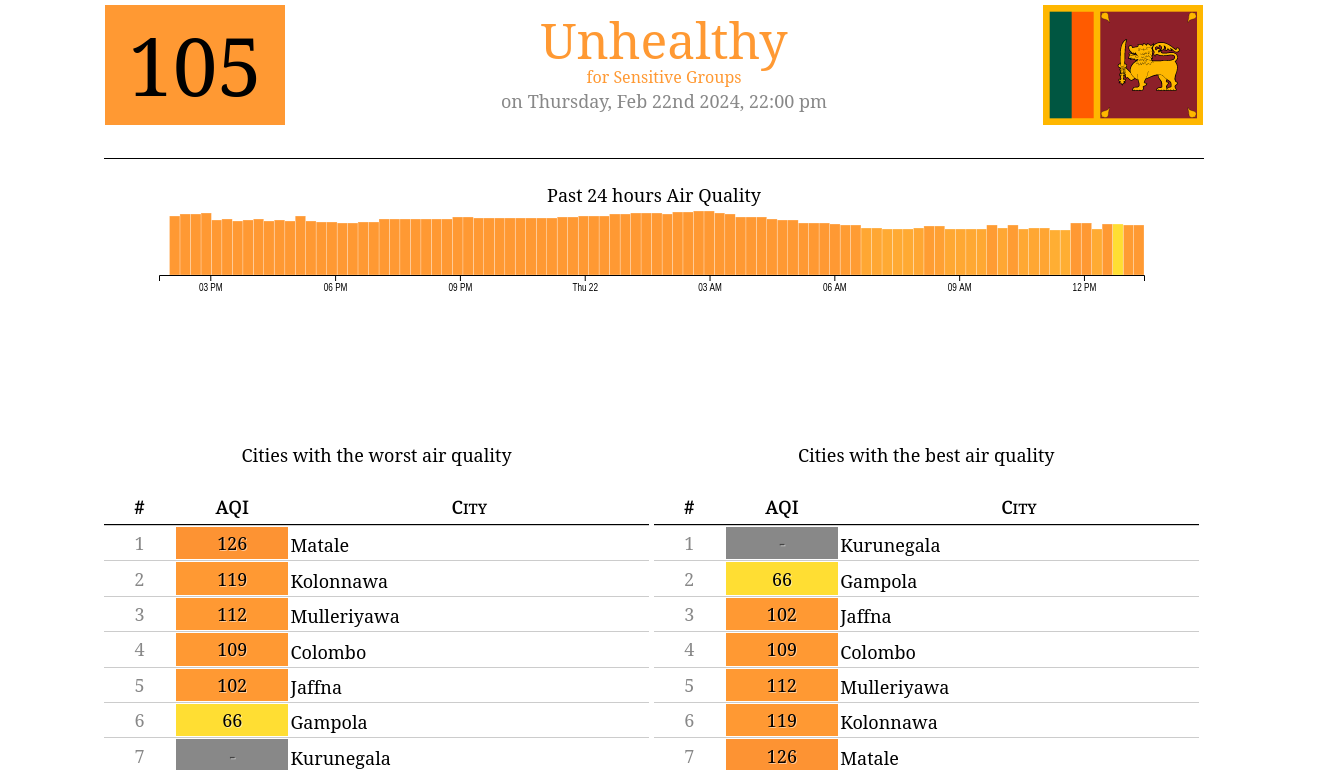 105
Unhealthy
for Sensitive Groups
on Thursday, Feb 22nd 2024, 22:00 pm
Past 24 hours Air Quality
03 PM 06 PM 09 PM Thu 22 03 AM 06 AM 09 AM 12 PM
Cities with the worst air quality
# AQI City
1 126 Matale
2 119 Kolonnawa
3 112 Mulleriyawa
4 109 Colombo
5 102 Jaffna
6 66 Gampola
7 - Kurunegala
Cities with the best air quality
# AQI City
1 - Kurunegala
2 66 Gampola
3 102 Jaffna
4 109 Colombo
5 112 Mulleriyawa
6 119 Kolonnawa
7 126 Matale